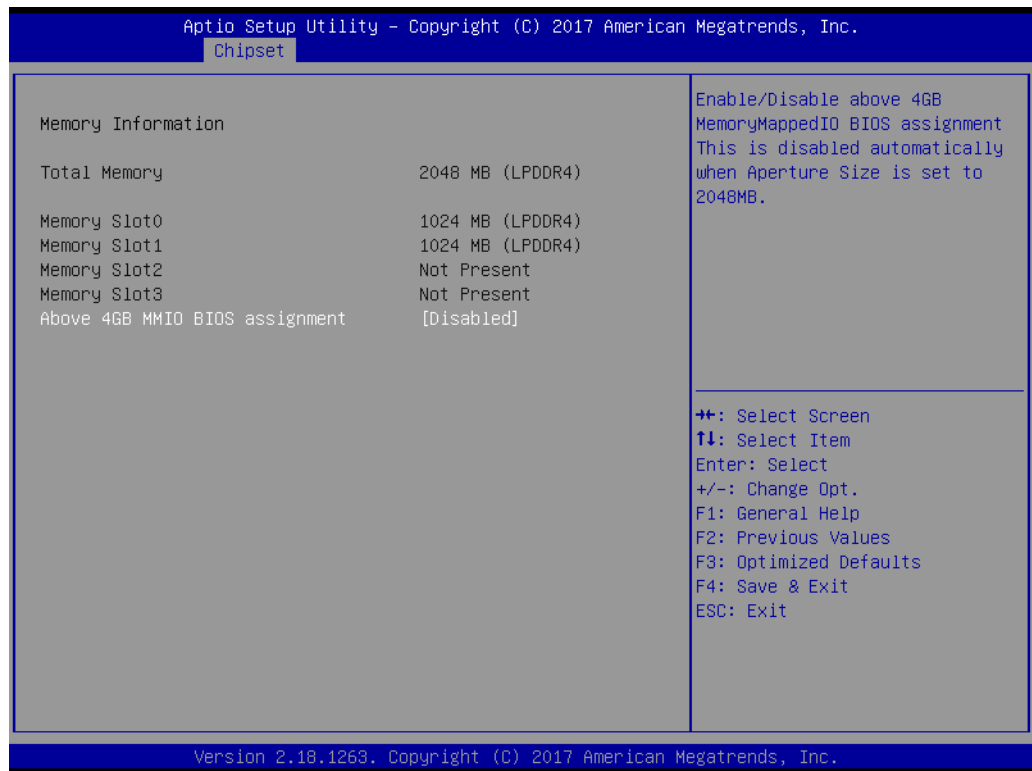 Aptio Setup Utility – Copyright (C) 2017 American Megatrends, Inc.
Chipset
Memory Information
Total Memory 2048 MB (LPDDR4)
Memory Slot0 1024 MB (LPDDR4)
Memory Slot1 1024 MB (LPDDR4)
Memory Slot2 Not Present
Memory Slot3 Not Present
Above 4GB MMIO BIOS assignment [Disabled]
Enable/Disable above 4GB
MemoryMappedIO BIOS assignment
This is disabled automatically
when Aperture Size is set to
2048MB.
→←: Select Screen
↑↓: Select Item
Enter: Select
+/-: Change Opt.
F1: General Help
F2: Previous Values
F3: Optimized Defaults
F4: Save & Exit
ESC: Exit
Version 2.18.1263. Copyright (C) 2017 American Megatrends, Inc.